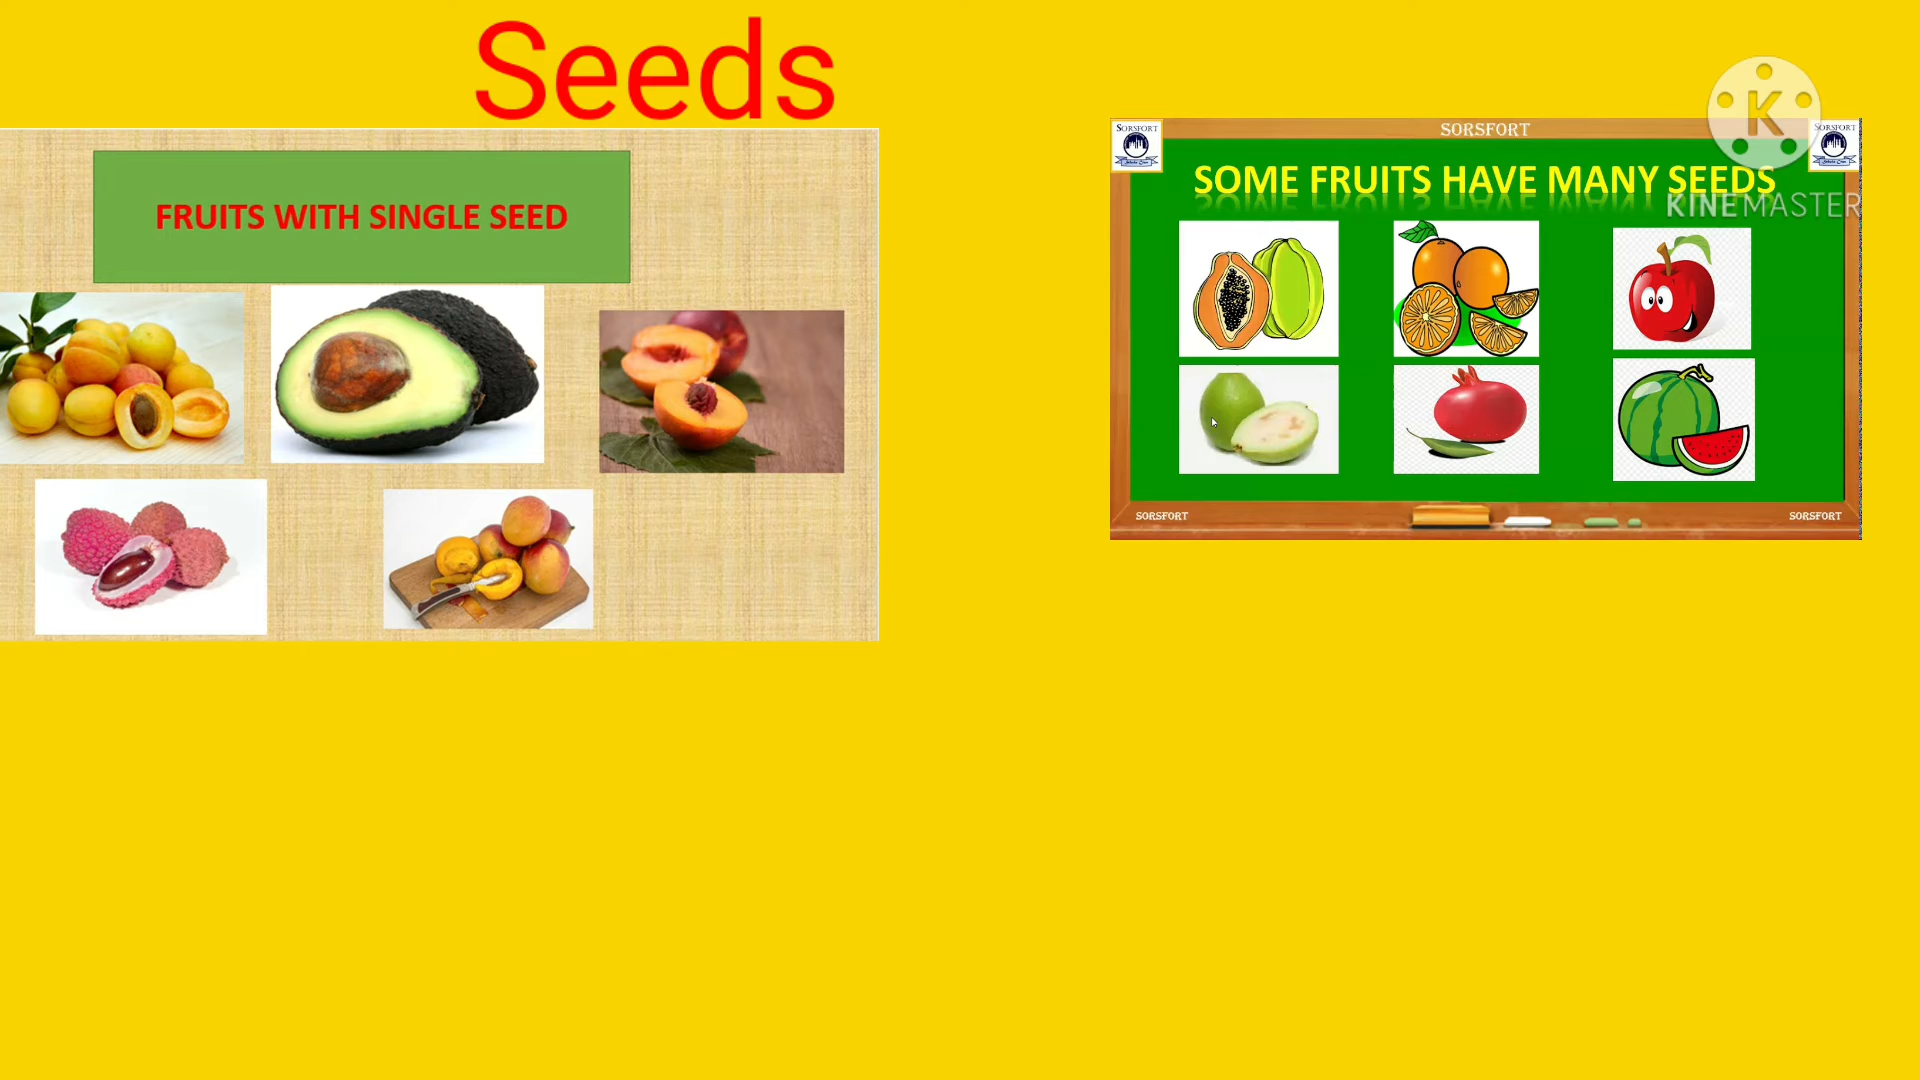 Seeds
FRUITS WITH SINGLE SEED
SORSFORT
SORSFORT
SORSFORT
SOME FRUITS HAVE MANY SEEDS
K
KINEMASTER
SORSFORT
SORSFORT